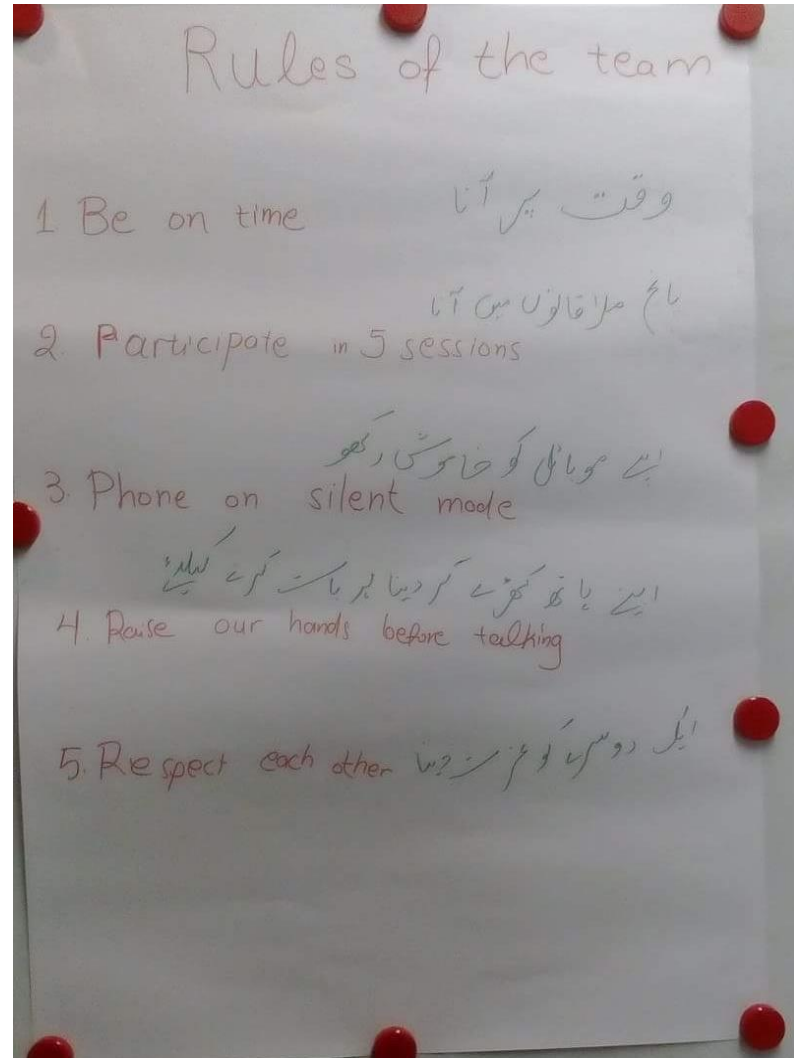 Rules of the team
وقت پر آنا
1 Be on time
پانچ ملاقاتوں میں آنا
2. Participate in 5 sessions
اپنے موبائل کو خاموش رکھو
3. Phone on silent mode
اپنے ہاتھ کھڑے کر دینا ہر بات کرنے کیلئے
4. Raise our hands before talking
5. Respect each other ایک دوسرے کو عزت دینا